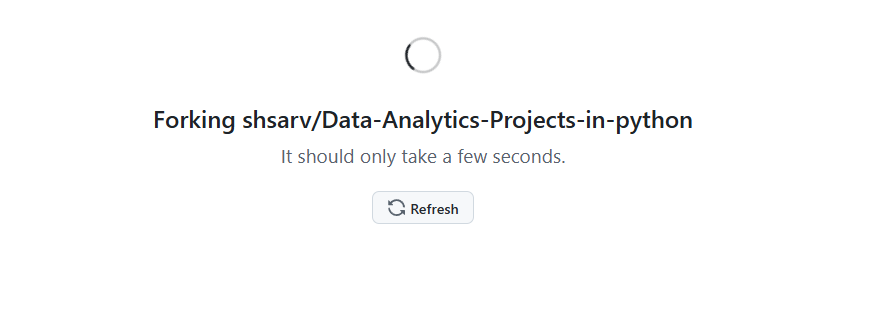 Forking shsarv/Data-Analytics-Projects-in-python
It should only take a few seconds.
Refresh